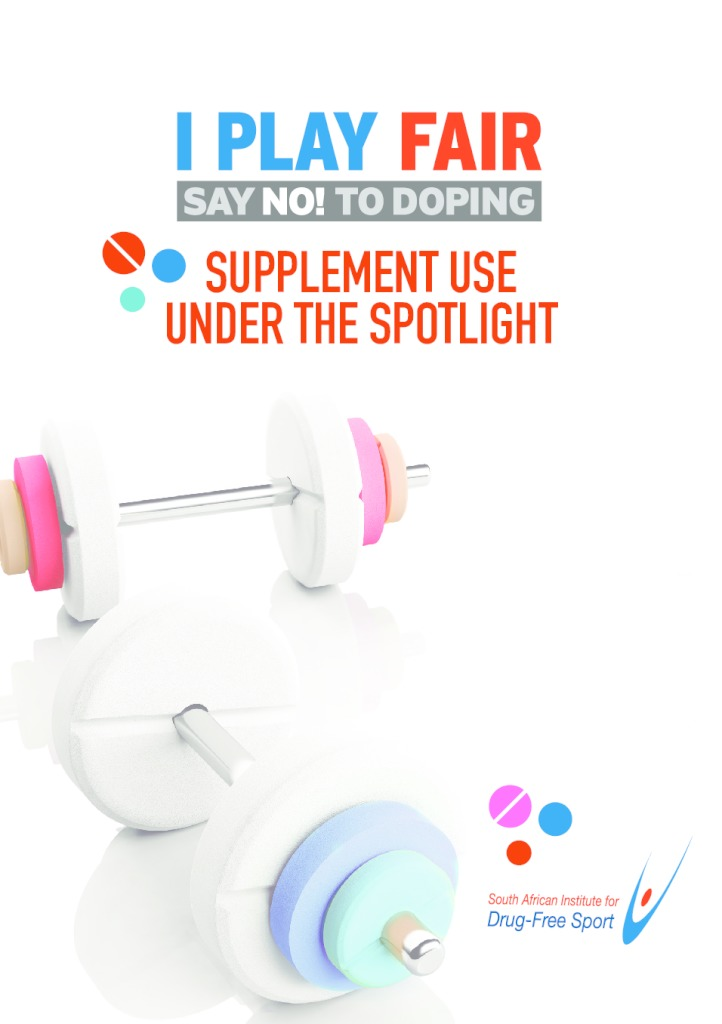 I PLAY FAIR
SAY NO! TO DOPING
SUPPLEMENT USE
UNDER THE SPOTLIGHT
South African Institute for
Drug-Free Sport